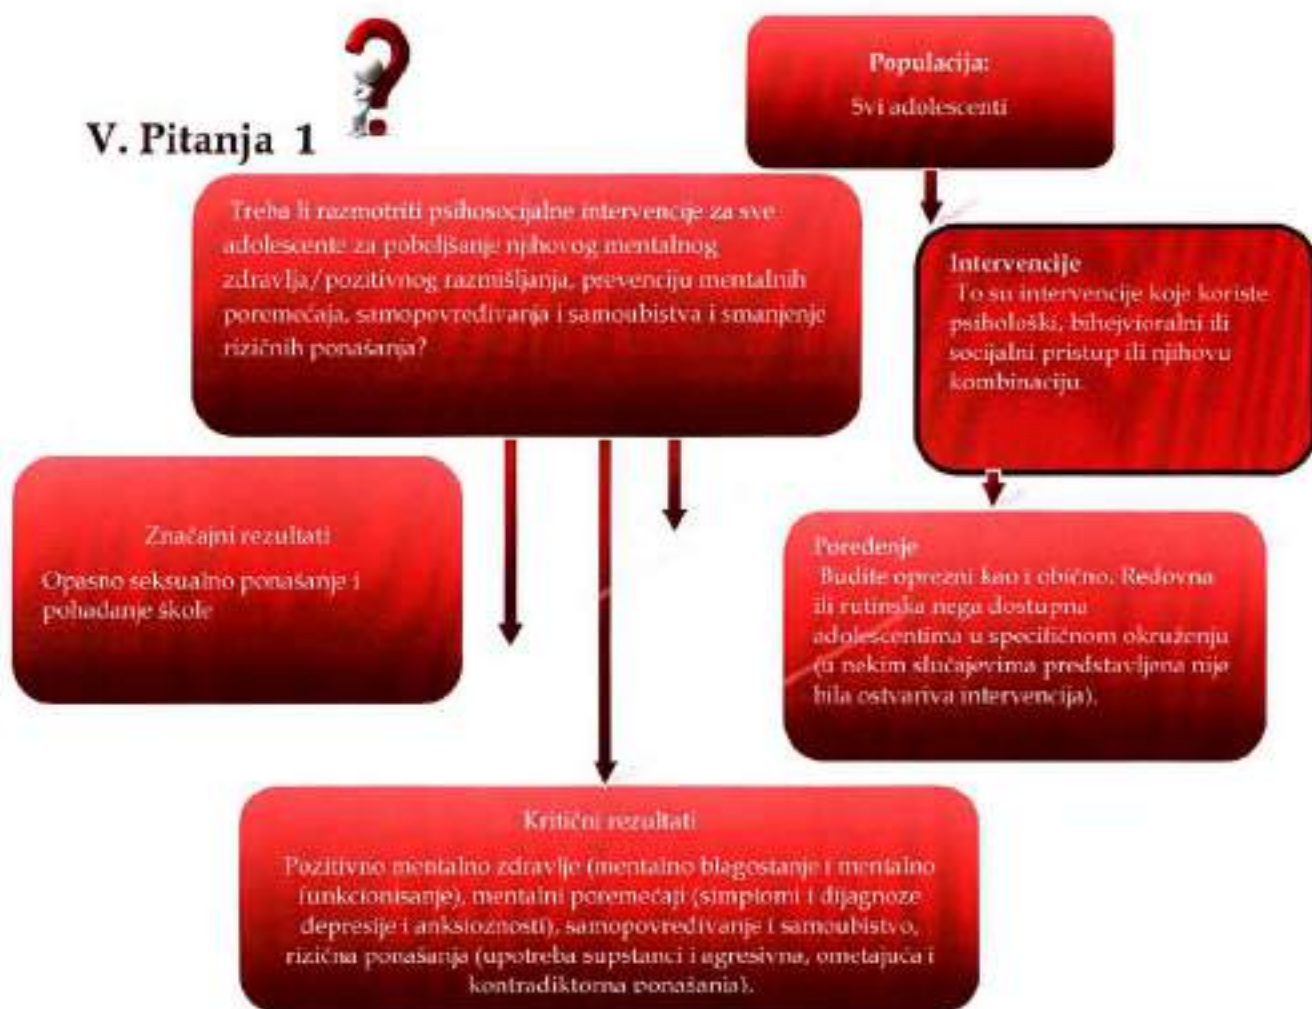 V. Pitanja 1
Populacija:
Svi adolescenti
Treba li razmotriti psihosocijalne intervencije za sve
adolescente za poboljšanje njihovog mentalnog
zdravlja/pozitivnog razmišljanja, prevenciju mentalnih
poremećaja, samopovređivanja i samoubistva i smanjenje
rizičnih ponašanja?
Intervencije
To su intervencije koje koriste
psihološki, bihejvioralni ili
socijalni pristup ili njihovu
kombinaciju.
Značajni rezultati
Opasno seksualno ponašanje i
pohađanje škole
Poređenje
Budite oprezni kao i obično. Redovna
ili rutinska nega dostupna
adolescentima u specifičnom okruženju
(u nekim slučajevima predstavljena nije
bila ostvariva intervencija).
Kritični rezultati
Pozitivno mentalno zdravlje (mentalno blagostanje i mentalno
funkcionisanje), mentalni poremećaji (simptomi i dijagnoze
depresije i anksioznosti), samopovređivanje i samoubistvo,
rizična ponašanja (upotreba supstanci i agresivna, ometajuća i
kontradiktorna ponašanja).